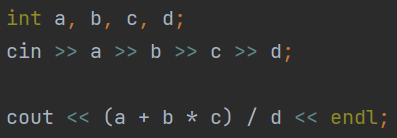 int a, b, c, d;
cin >> a >> b >> c >> d;
cout << (a + b * c) / d << endl;